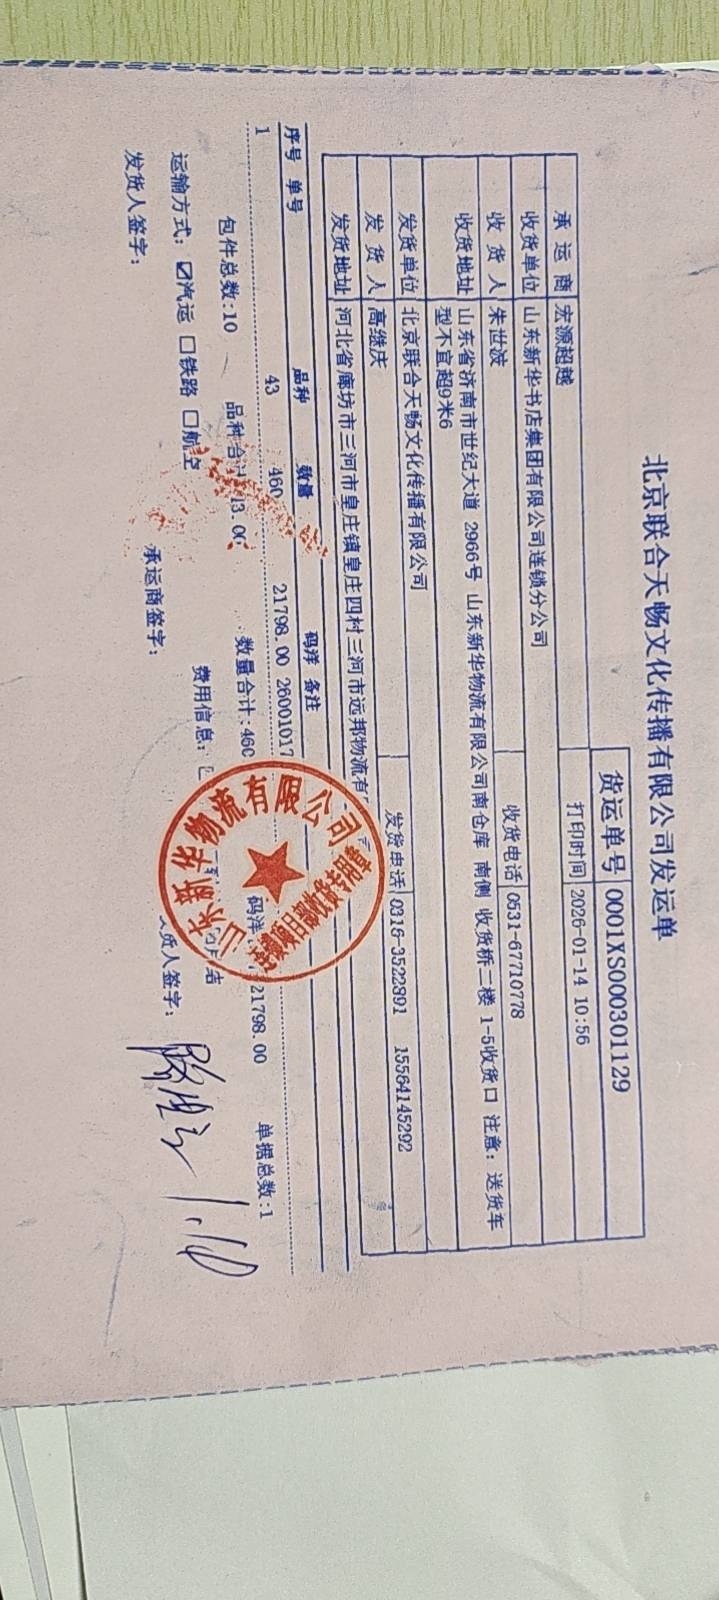 北京联合天畅文化传播有限公司发运单
货运单号 0001XS000301129
打印时间 2026-01-14 10:56
承运商 宏源超越
收货单位 山东新华书店集团有限公司连锁分公司
收货人 朱世波 收货电话 0531-67710778
收货地址 山东省济南市世纪大道 2966号 山东新华物流有限公司南仓库 南侧 收货桥二楼 1-5收货口 注意：送货车
型不宜超9米6
发货单位 北京联合天畅文化传播有限公司
发货人 高继庆 发货电话 0316-3522891 15564145292
发货地址 河北省廊坊市三河市皇庄镇皇庄四村三河市远邦物流有
序号 单号 品种 数量 码洋 备注
1 43 460 21798.00 26001017
包件总数:10 品种合计 3.00 数量合计:460 码洋 21798.00 单据总数:1
运输方式: ☑汽运 ☐铁路 ☐航空 费用信息:
发货人签字: 承运商签字: 货人签字: 1.10
山东新华物流有限公司